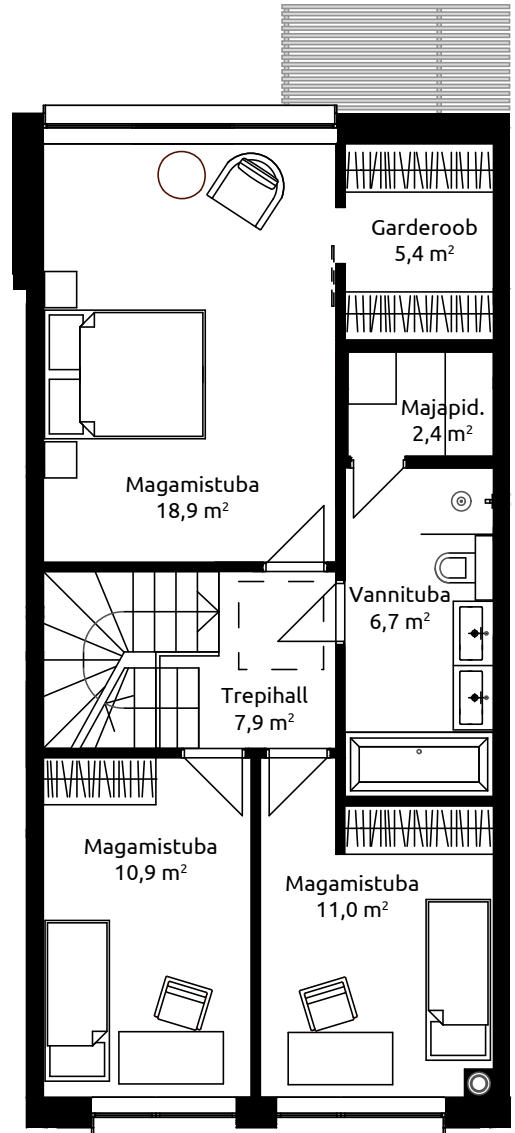 Garderoob
5,4 m²
Majapid.
2,4 m²
Magamistuba
18,9 m²
Vannituba
6,7 m²
Trepihall
7,9 m²
Magamistuba
10,9 m²
Magamistuba
11,0 m²